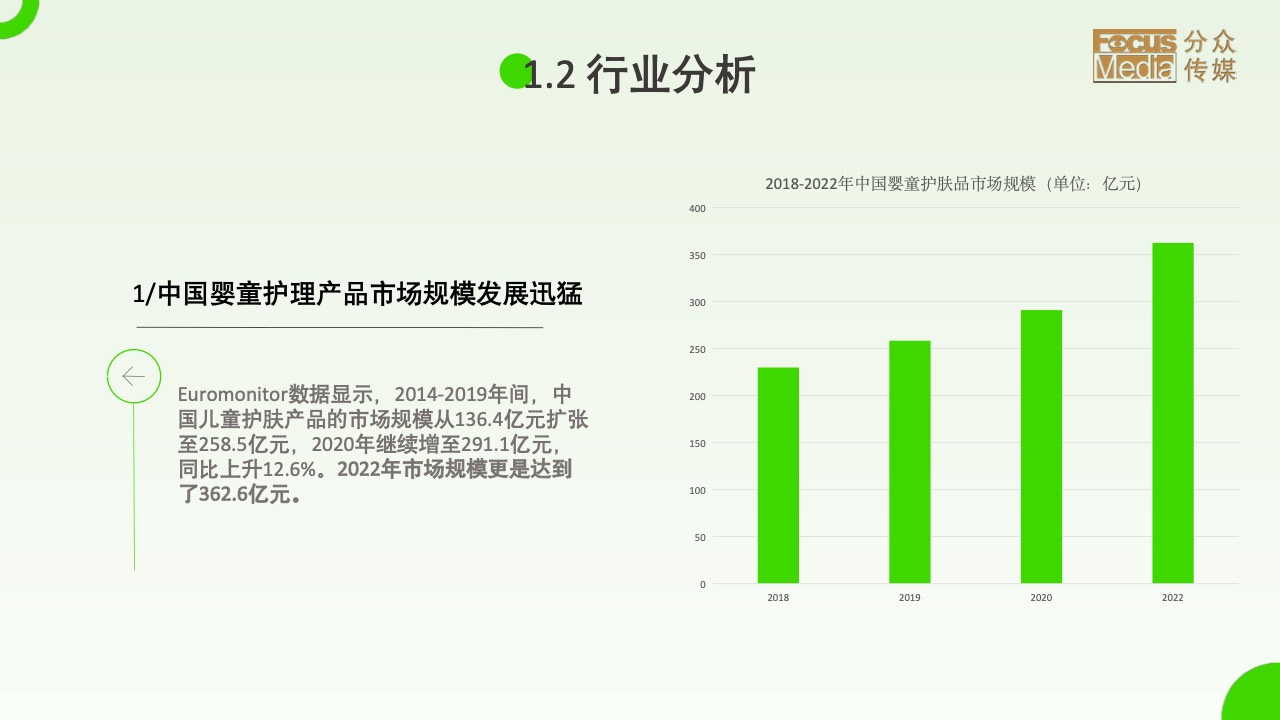 1.2 行业分析
Focus
Media
分众
传媒
1/中国婴童护理产品市场规模发展迅猛
Euromonitor数据显示，2014-2019年间，中
国儿童护肤产品的市场规模从136.4亿元扩张
至258.5亿元，2020年继续增至291.1亿元，
同比上升12.6%。2022年市场规模更是达到
了362.6亿元。
2018-2022年中国婴童护肤品市场规模（单位：亿元）
400
350
300
250
200
150
100
50
0
2018
2019
2020
2022